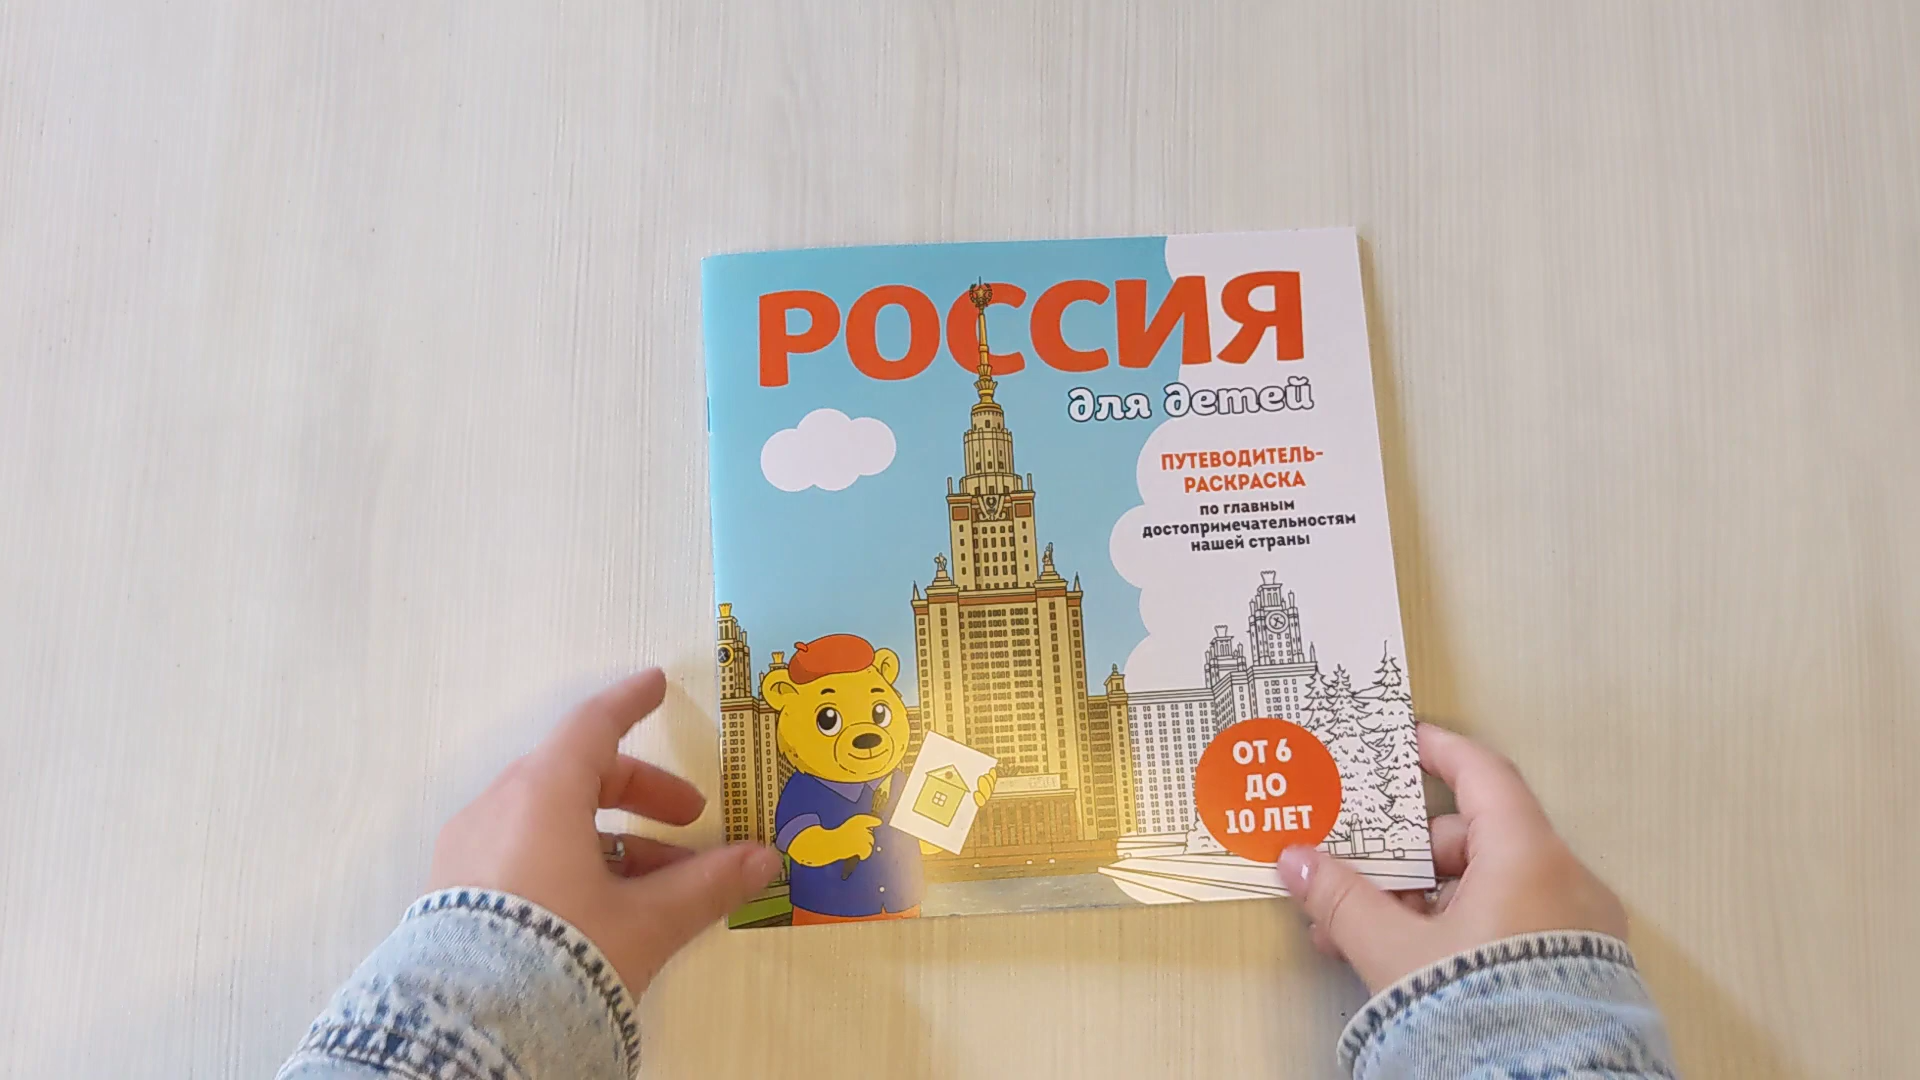 РОССИЯ
для детей
ПУТЕВОДИТЕЛЬ-
РАСКРАСКА
по главным
достопримечательностям
нашей страны
ОТ 6
ДО
10 ЛЕТ